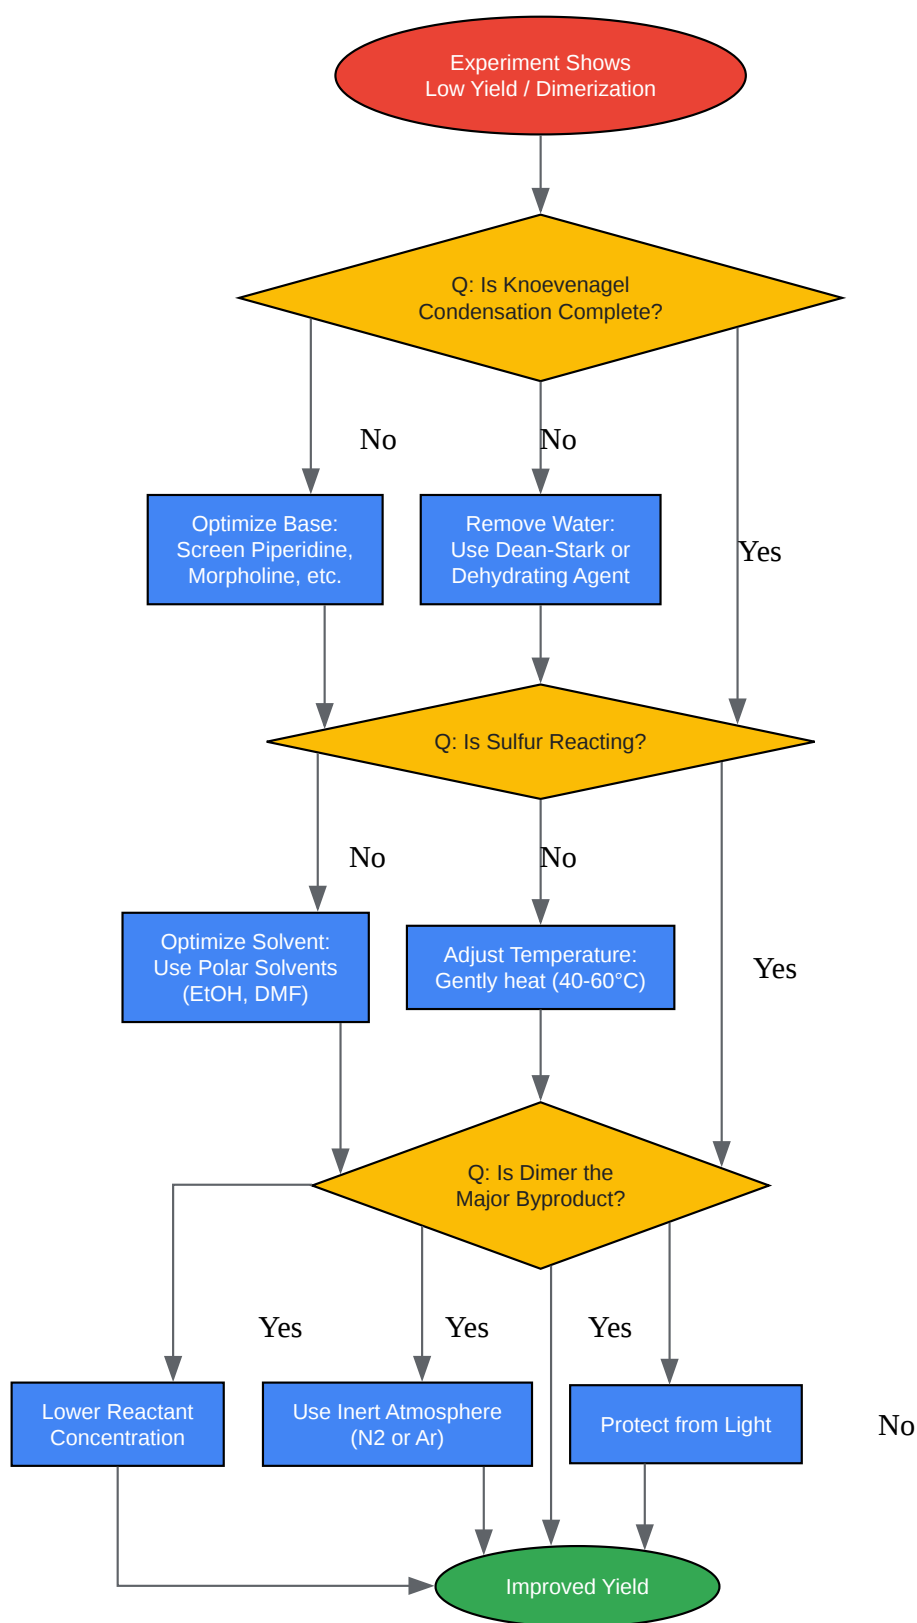 Experiment Shows
Low Yield / Dimerization
Q: Is Knoevenagel
Condensation Complete?
No
No
Optimize Base:
Screen Piperidine,
Morpholine, etc.
Remove Water:
Use Dean-Stark or
Dehydrating Agent
Yes
Q: Is Sulfur Reacting?
No
No
Optimize Solvent:
Use Polar Solvents
(EtOH, DMF)
Adjust Temperature:
Gently heat (40-60°C)
Yes
Q: Is Dimer the
Major Byproduct?
Yes
Yes
Yes
Lower Reactant
Concentration
Use Inert Atmosphere
(N2 or Ar)
Protect from Light
No
Improved Yield